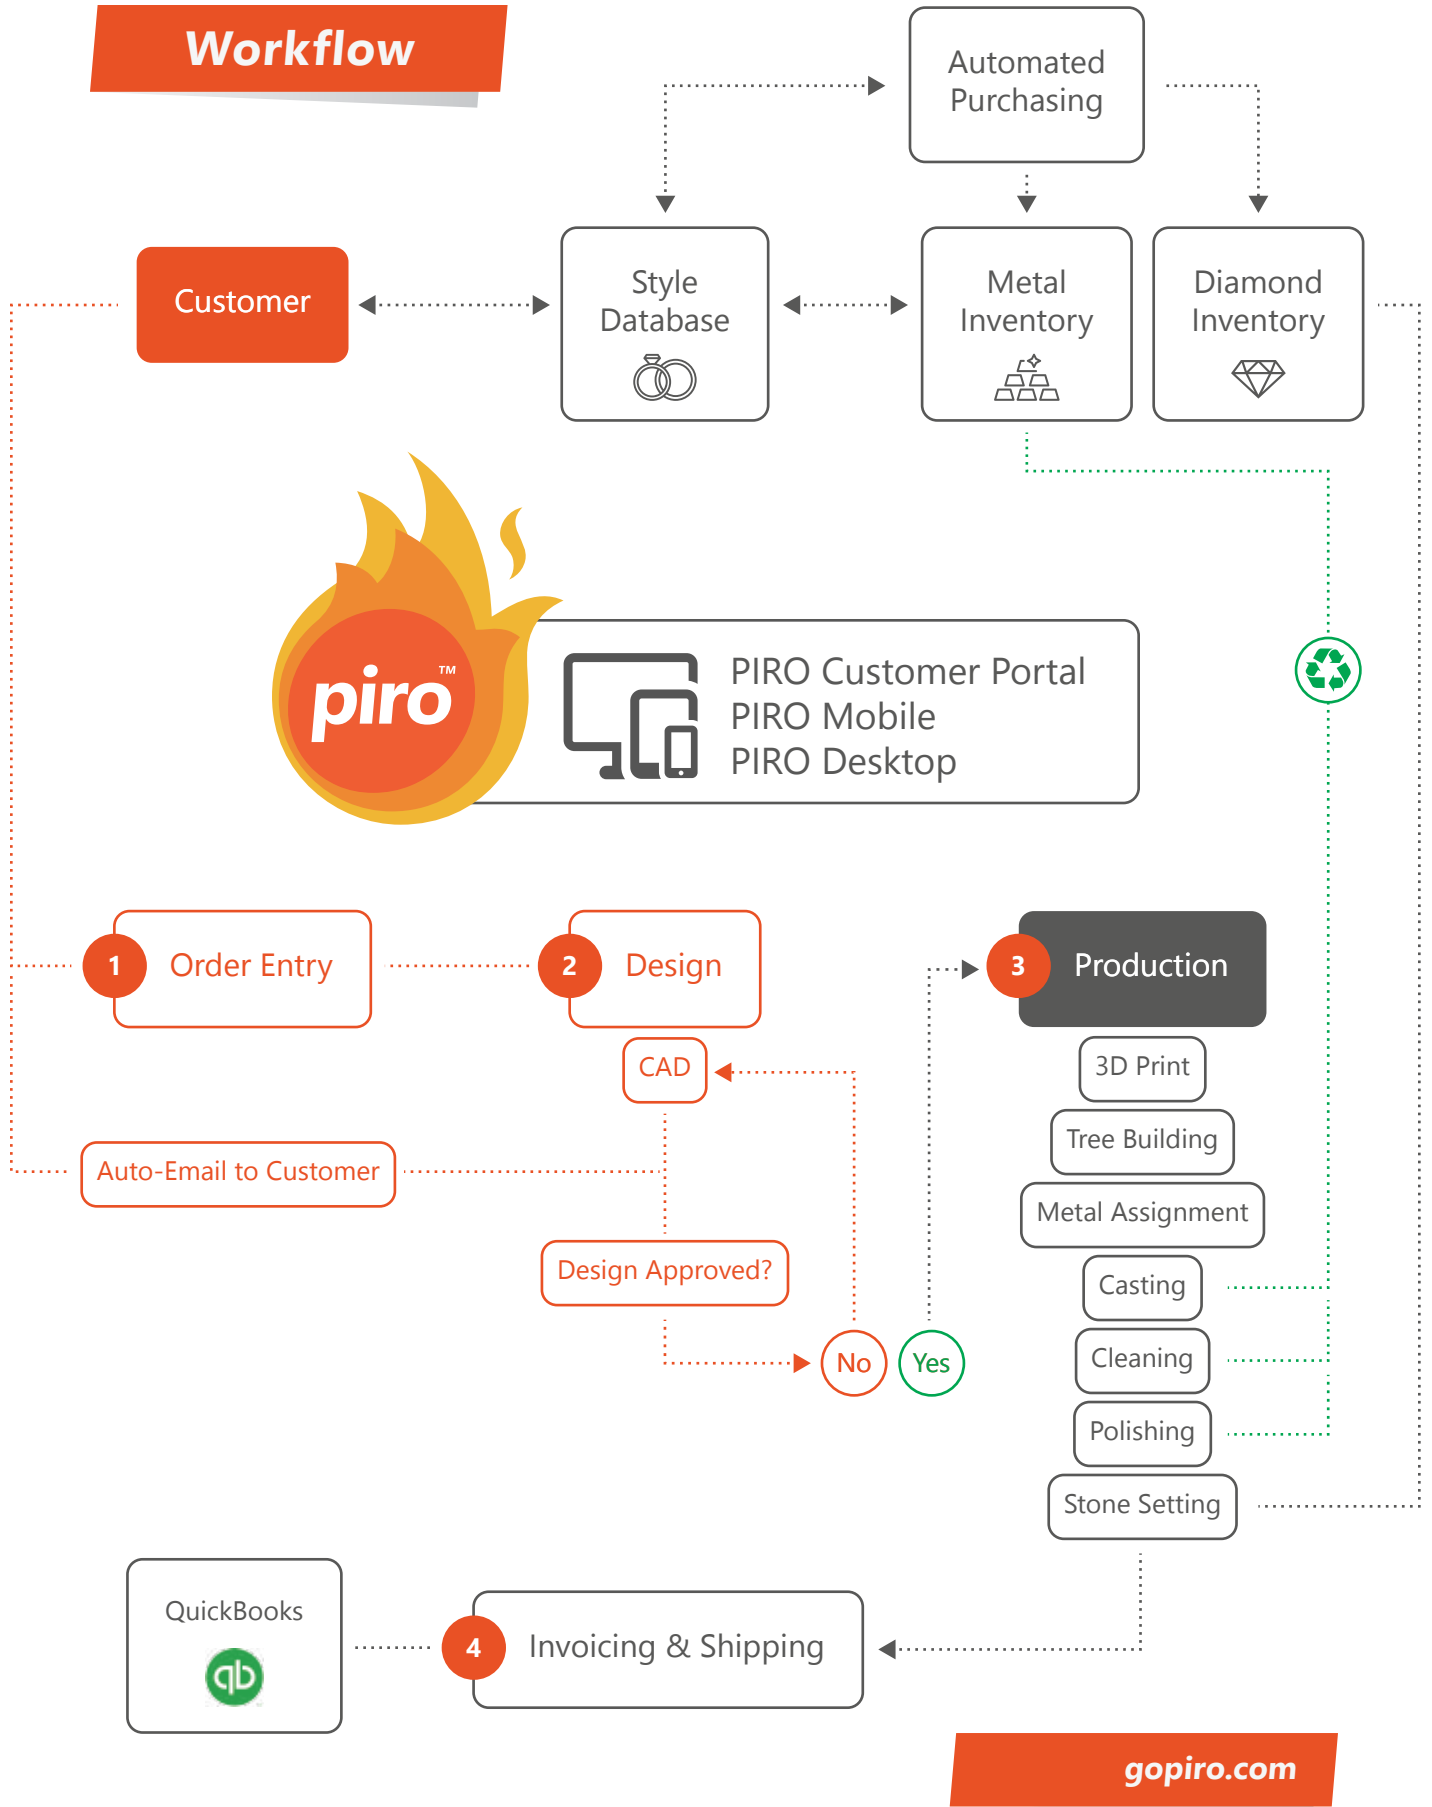 Workflow
Automated
Purchasing
Customer
Style
Database
Metal
Inventory
Diamond
Inventory
piro™
PIRO Customer Portal
PIRO Mobile
PIRO Desktop
1
Order Entry
2
Design
3
Production
CAD
3D Print
Tree Building
Auto-Email to Customer
Metal Assignment
Design Approved?
Casting
No
Yes
Cleaning
Polishing
Stone Setting
QuickBooks
qb
4
Invoicing & Shipping
gopiro.com